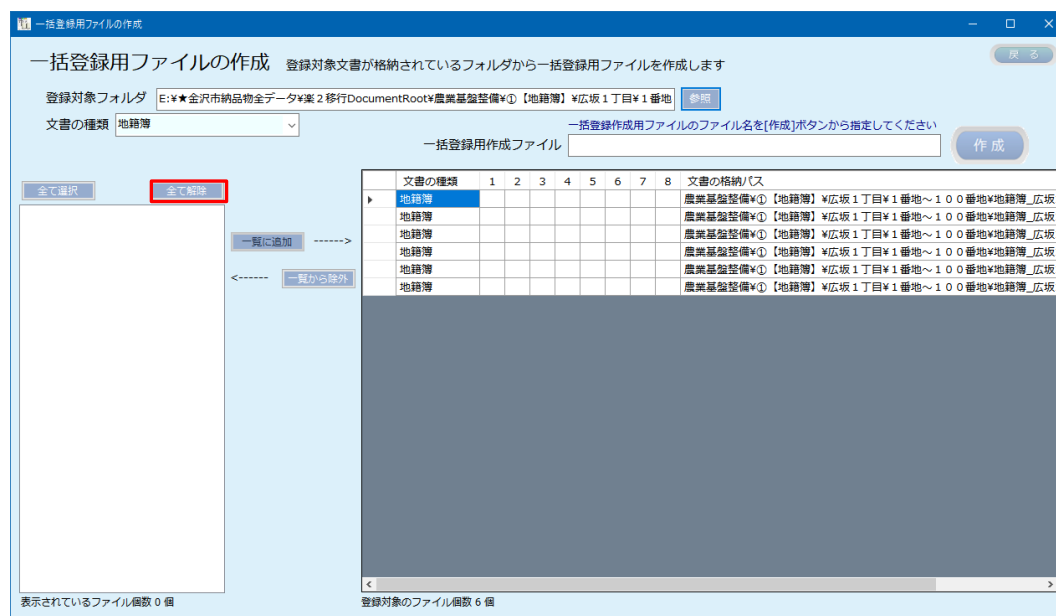 一括登録用ファイルの作成
一括登録用ファイルの作成 登録対象文書が格納されているフォルダから一括登録用ファイルを作成します
戻 る
登録対象フォルダ E:¥★金沢市納品物全データ¥楽2移行DocumentRoot¥農業基盤整備¥①【地籍簿】¥広坂１丁目¥１番地 参照
文書の種類 地籍簿
一括登録作成用ファイルのファイル名を[作成]ボタンから指定してください
一括登録用作成ファイル 作 成
全て選択 全て解除
一覧に追加 ------>
<------ 一覧から除外
文書の種類 1 2 3 4 5 6 7 8 文書の格納パス
地籍簿 農業基盤整備¥①【地籍簿】¥広坂１丁目¥１番地～１００番地¥地籍簿_広坂
地籍簿 農業基盤整備¥①【地籍簿】¥広坂１丁目¥１番地～１００番地¥地籍簿_広坂
地籍簿 農業基盤整備¥①【地籍簿】¥広坂１丁目¥１番地～１００番地¥地籍簿_広坂
地籍簿 農業基盤整備¥①【地籍簿】¥広坂１丁目¥１番地～１００番地¥地籍簿_広坂
地籍簿 農業基盤整備¥①【地籍簿】¥広坂１丁目¥１番地～１００番地¥地籍簿_広坂
地籍簿 農業基盤整備¥①【地籍簿】¥広坂１丁目¥１番地～１００番地¥地籍簿_広坂
表示されているファイル個数 0 個
登録対象のファイル個数 6 個